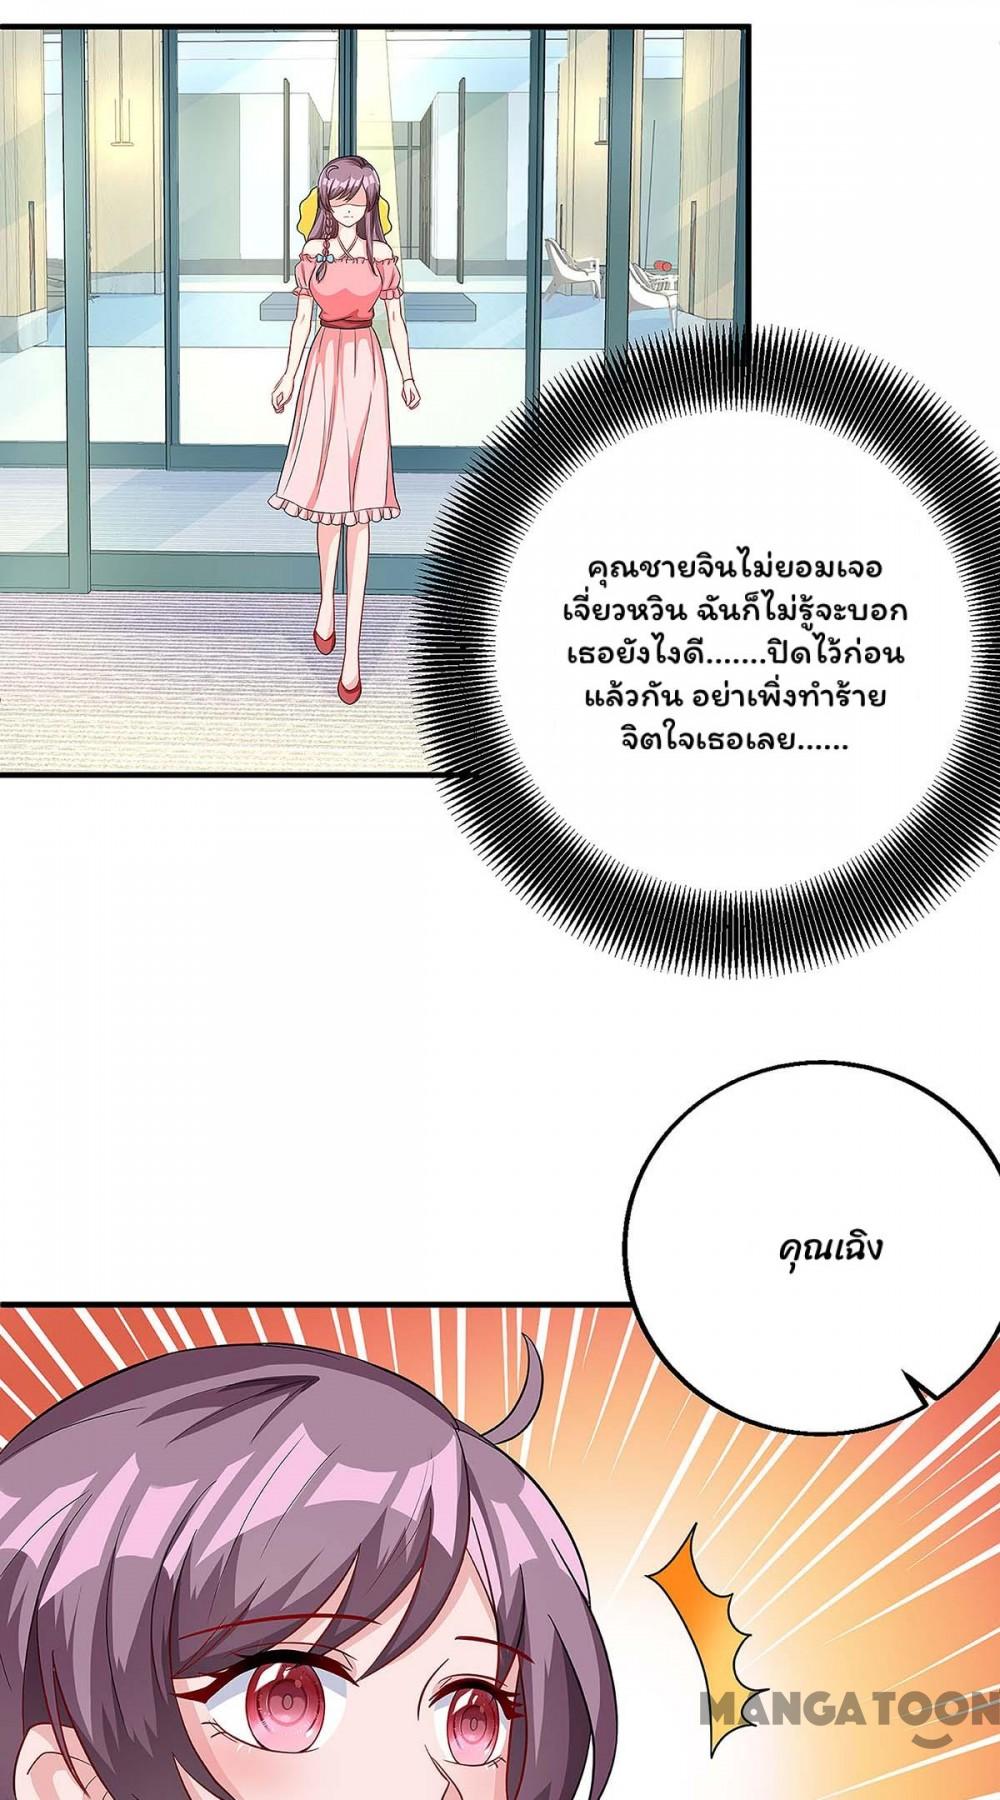 คุณชายจินไม่ยอมเจอ
เจี่ยวหวิน ฉันก็ไม่รู้จะบอก
เธอยังไงดี.......ปิดไว้ก่อน
แล้วกัน อย่าเพิ่งทำร้าย
จิตใจเธอเลย......
คุณเฉิง
MANGATOON